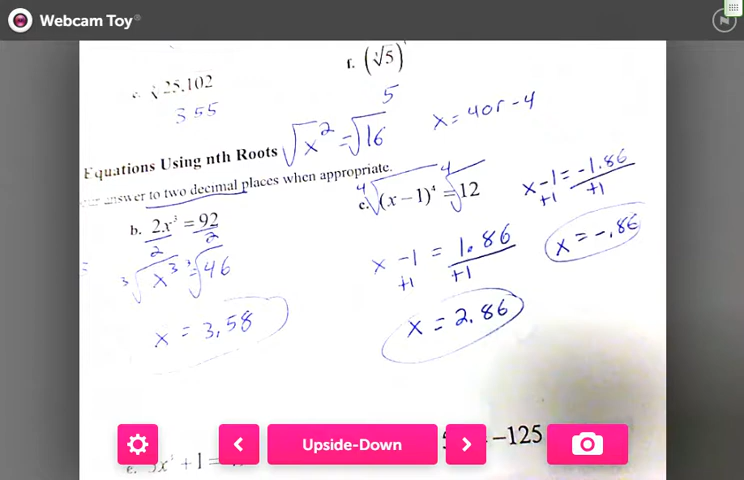 Webcam Toy
f. (∛5)
25.102
3.55
5
√x² = √16
x = 4 or -4
Equations Using nth Roots
answer to two decimal places when appropriate.
b. 2x³ = 92
2 2
∛x³ = ∛46
x = 3.58
c. ⁴√(x – 1)⁴ = ⁴√12
x - 1 = 1.86
+1 +1
x = 2.86
x - 1 = -1.86
+1 +1
x = -.86
Upside-Down
–125
e.
+ 1 =